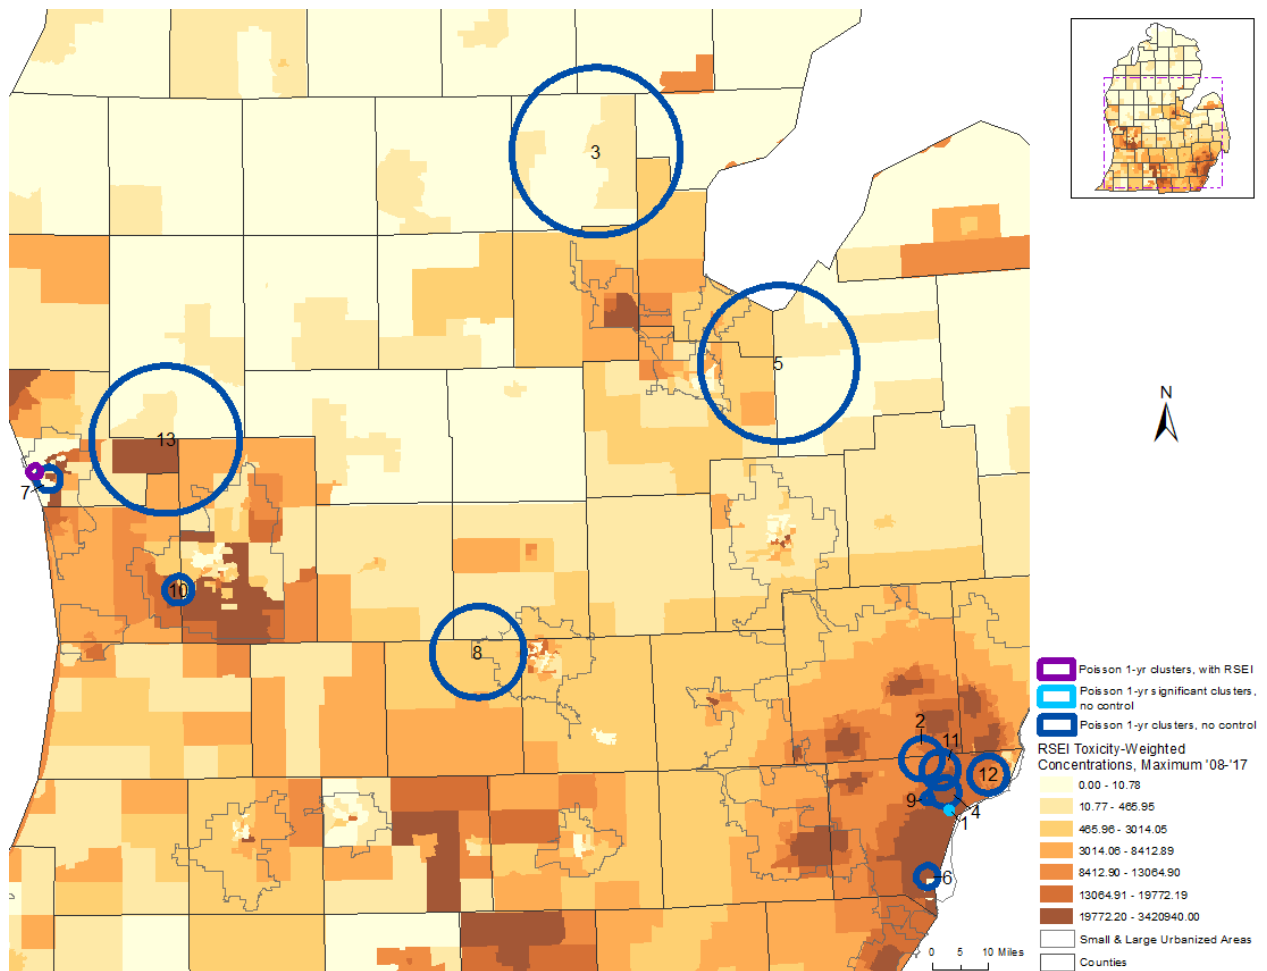 3
5
13
7
10
8
N
2
11
12
9
4
1
6
Poisson 1-yr clusters, with RSEI
Poisson 1-yr significant clusters,
no control
Poisson 1-yr clusters, no control
RSEI Toxicity-Weighted
Concentrations, Maximum '08-'17
0.00 - 10.78
10.77 - 465.95
465.96 - 3014.05
3014.06 - 8412.89
8412.90 - 13064.90
13064.91 - 19772.19
19772.20 - 3420940.00
Small & Large Urbanized Areas
Counties
0 5 10 Miles